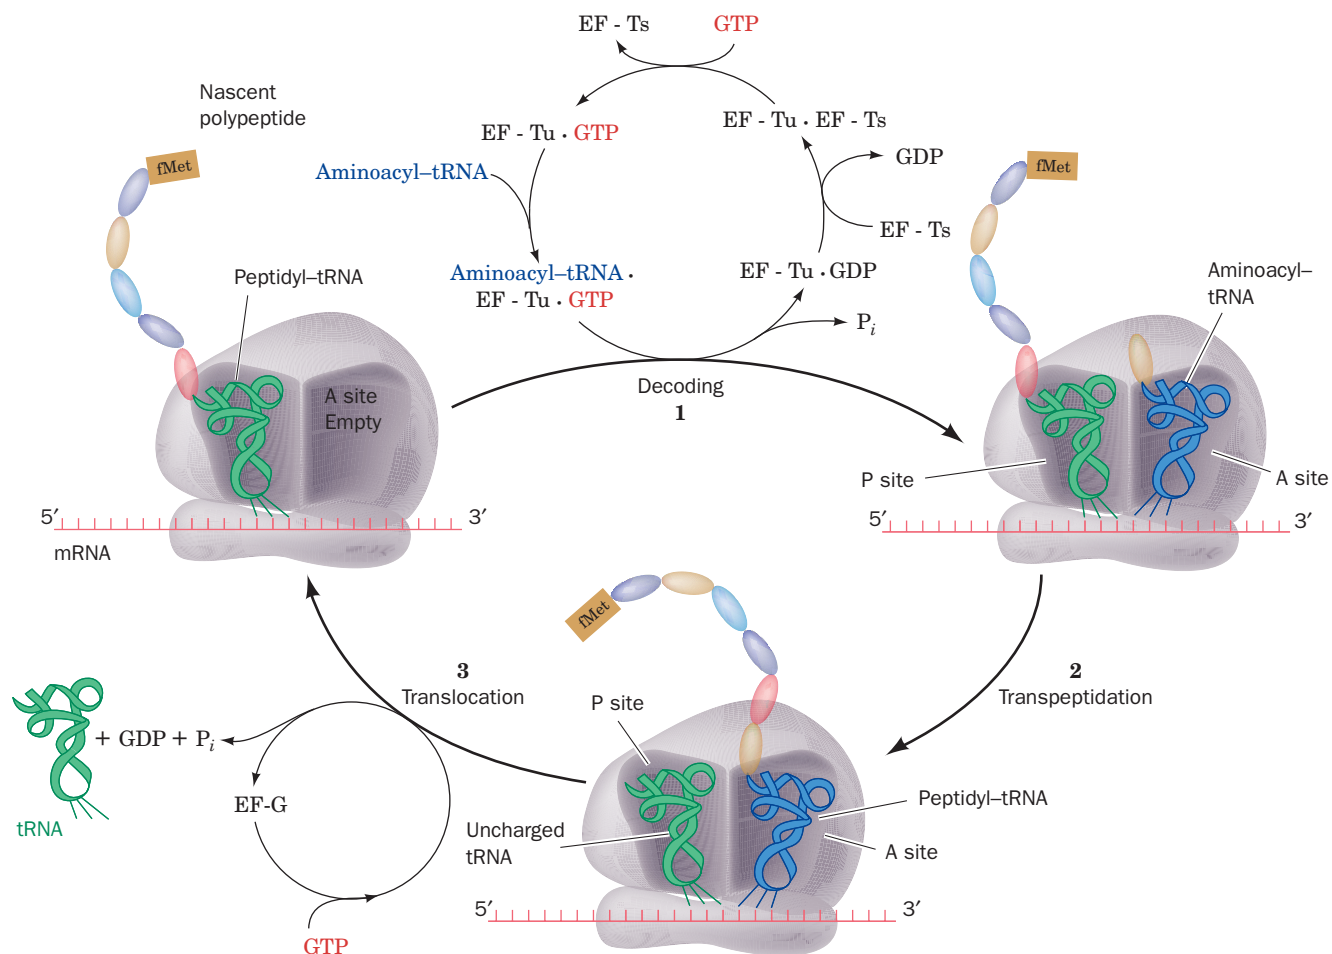 EF - Ts
GTP
Nascent
polypeptide
EF - Tu · GTP
EF - Tu · EF - Ts
GDP
Aminoacyl–tRNA
EF - Ts
fMet
fMet
Peptidyl–tRNA
Aminoacyl–tRNA ·
EF - Tu · GTP
EF - Tu · GDP
Pi
Aminoacyl–
tRNA
A site
Empty
Decoding
1
P site
A site
5′
3′
mRNA
5′
3′
fMet
3
Translocation
2
Transpeptidation
P site
+ GDP + Pi
EF-G
tRNA
Uncharged
tRNA
Peptidyl–tRNA
A site
5′
3′
GTP